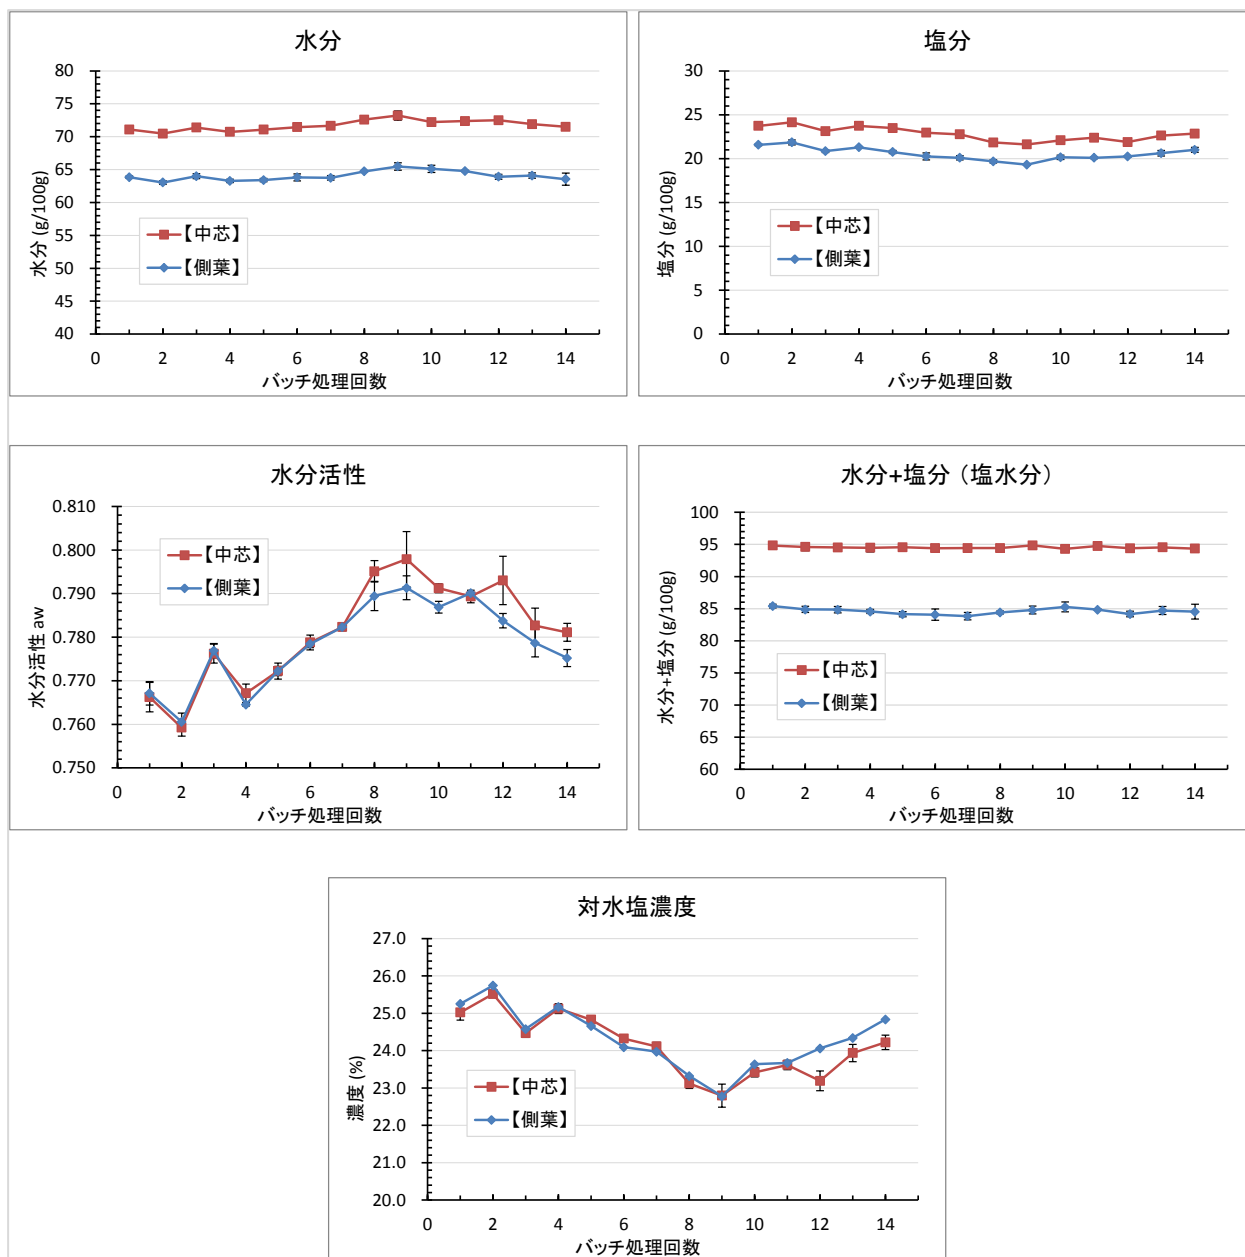 水分
80
75
70
65
60
55
50
45
40
水分 (g/100g)
【中芯】
【側葉】
0 2 4 6 8 10 12 14
バッチ処理回数
塩分
30
25
20
15
10
5
0
塩分 (g/100g)
【中芯】
【側葉】
0 2 4 6 8 10 12 14
バッチ処理回数
水分活性
0.810
0.800
0.790
0.780
0.770
0.760
0.750
水分活性 aw
【中芯】
【側葉】
0 2 4 6 8 10 12 14
バッチ処理回数
水分+塩分（塩水分）
100
95
90
85
80
75
70
65
60
水分+塩分 (g/100g)
【中芯】
【側葉】
0 2 4 6 8 10 12 14
バッチ処理回数
対水塩濃度
27.0
26.0
25.0
24.0
23.0
22.0
21.0
20.0
濃度 (%)
【中芯】
【側葉】
0 2 4 6 8 10 12 14
バッチ処理回数